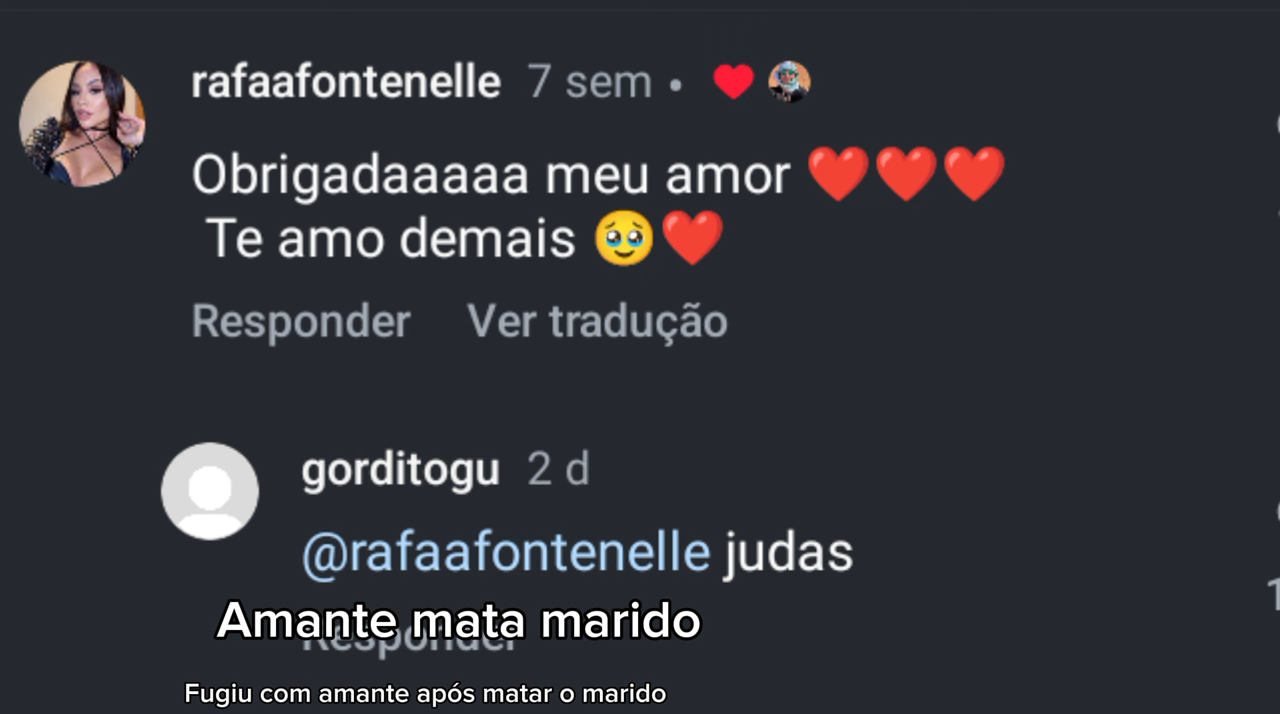 rafaafontenelle 7 sem • ❤️
Obrigadaaaaa meu amor ❤️❤️❤️
Te amo demais 🥹❤️
Responder Ver tradução
gorditogu 2 d
@rafaafontenelle judas
Amante mata marido
Responder
Fugiu com amante após matar o marido